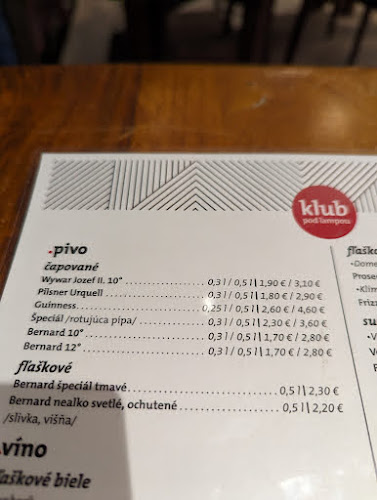 klub
pod lampou
.pivo
čapované
Wywar Jozef II. 10° 0,3 l / 0,5 l \\ 1,90 € / 3,10 €
Pilsner Urquell 0,3 l / 0,5 l \\ 1,80 € / 2,90 €
Guinness 0,25 l / 0,5 l \\ 2,60 € / 4,60 €
Špeciál /rotujúca pípa/ 0,3 l / 0,5 l \\ 2,30 € / 3,60 €
Bernard 10° 0,3 l / 0,5 l \\ 1,70 € / 2,80 €
Bernard 12° 0,3 l / 0,5 l \\ 1,70 € / 2,80 €
fľaškové
Bernard špeciál tmavé 0,5 l \\ 2,30 €
Bernard nealko svetlé, ochutené 0,5 l \\ 2,20 €
/slivka, višňa/
.víno
fľaškové biele